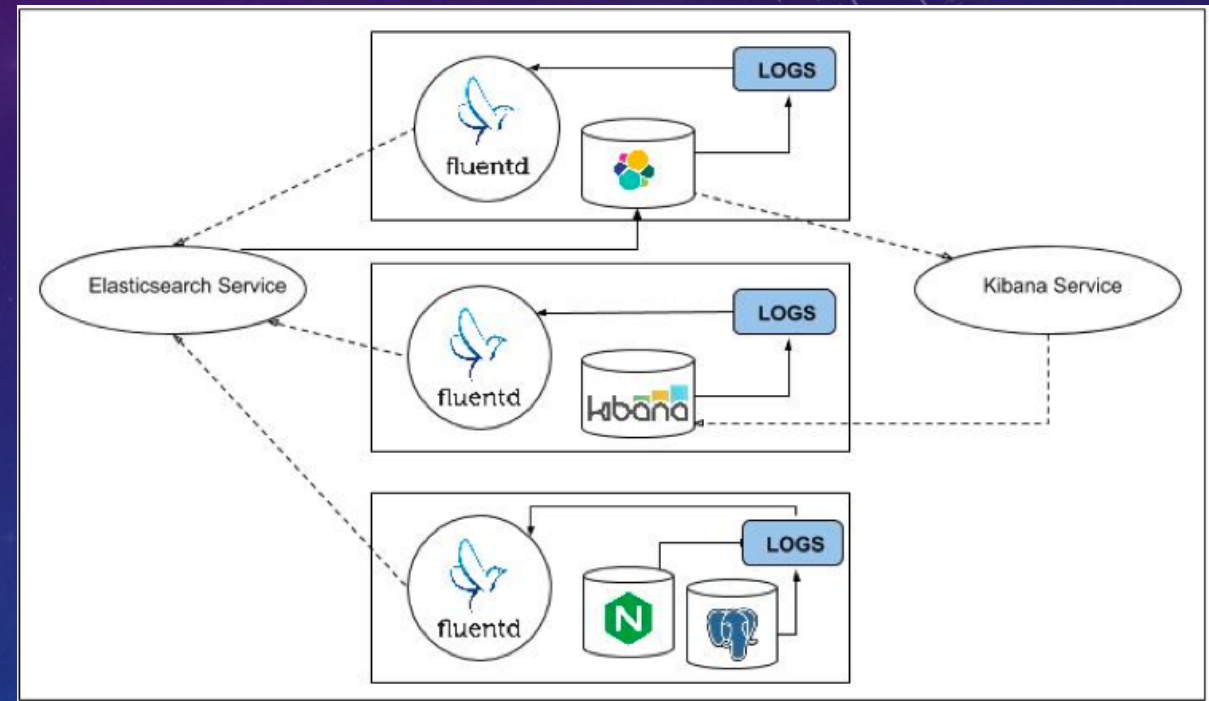 LOGS
fluentd
Elasticsearch Service
Kibana Service
LOGS
fluentd
kibana
LOGS
N
fluentd